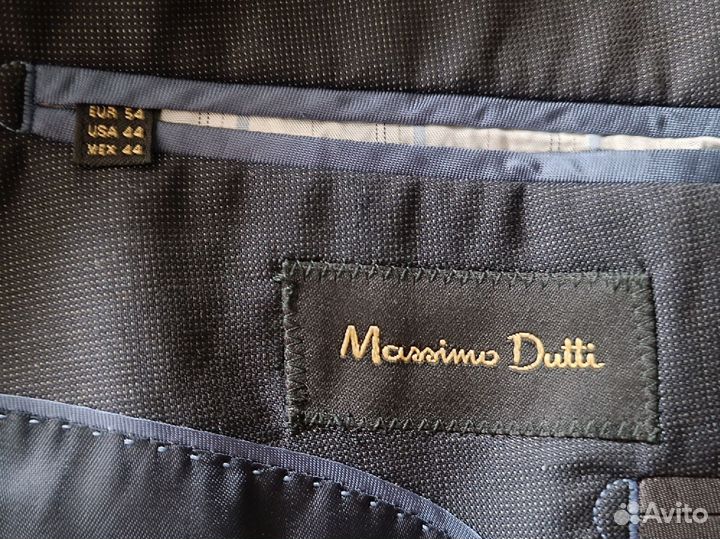 EUR 54
USA 44
MEX 44
Massimo Dutti
Avito